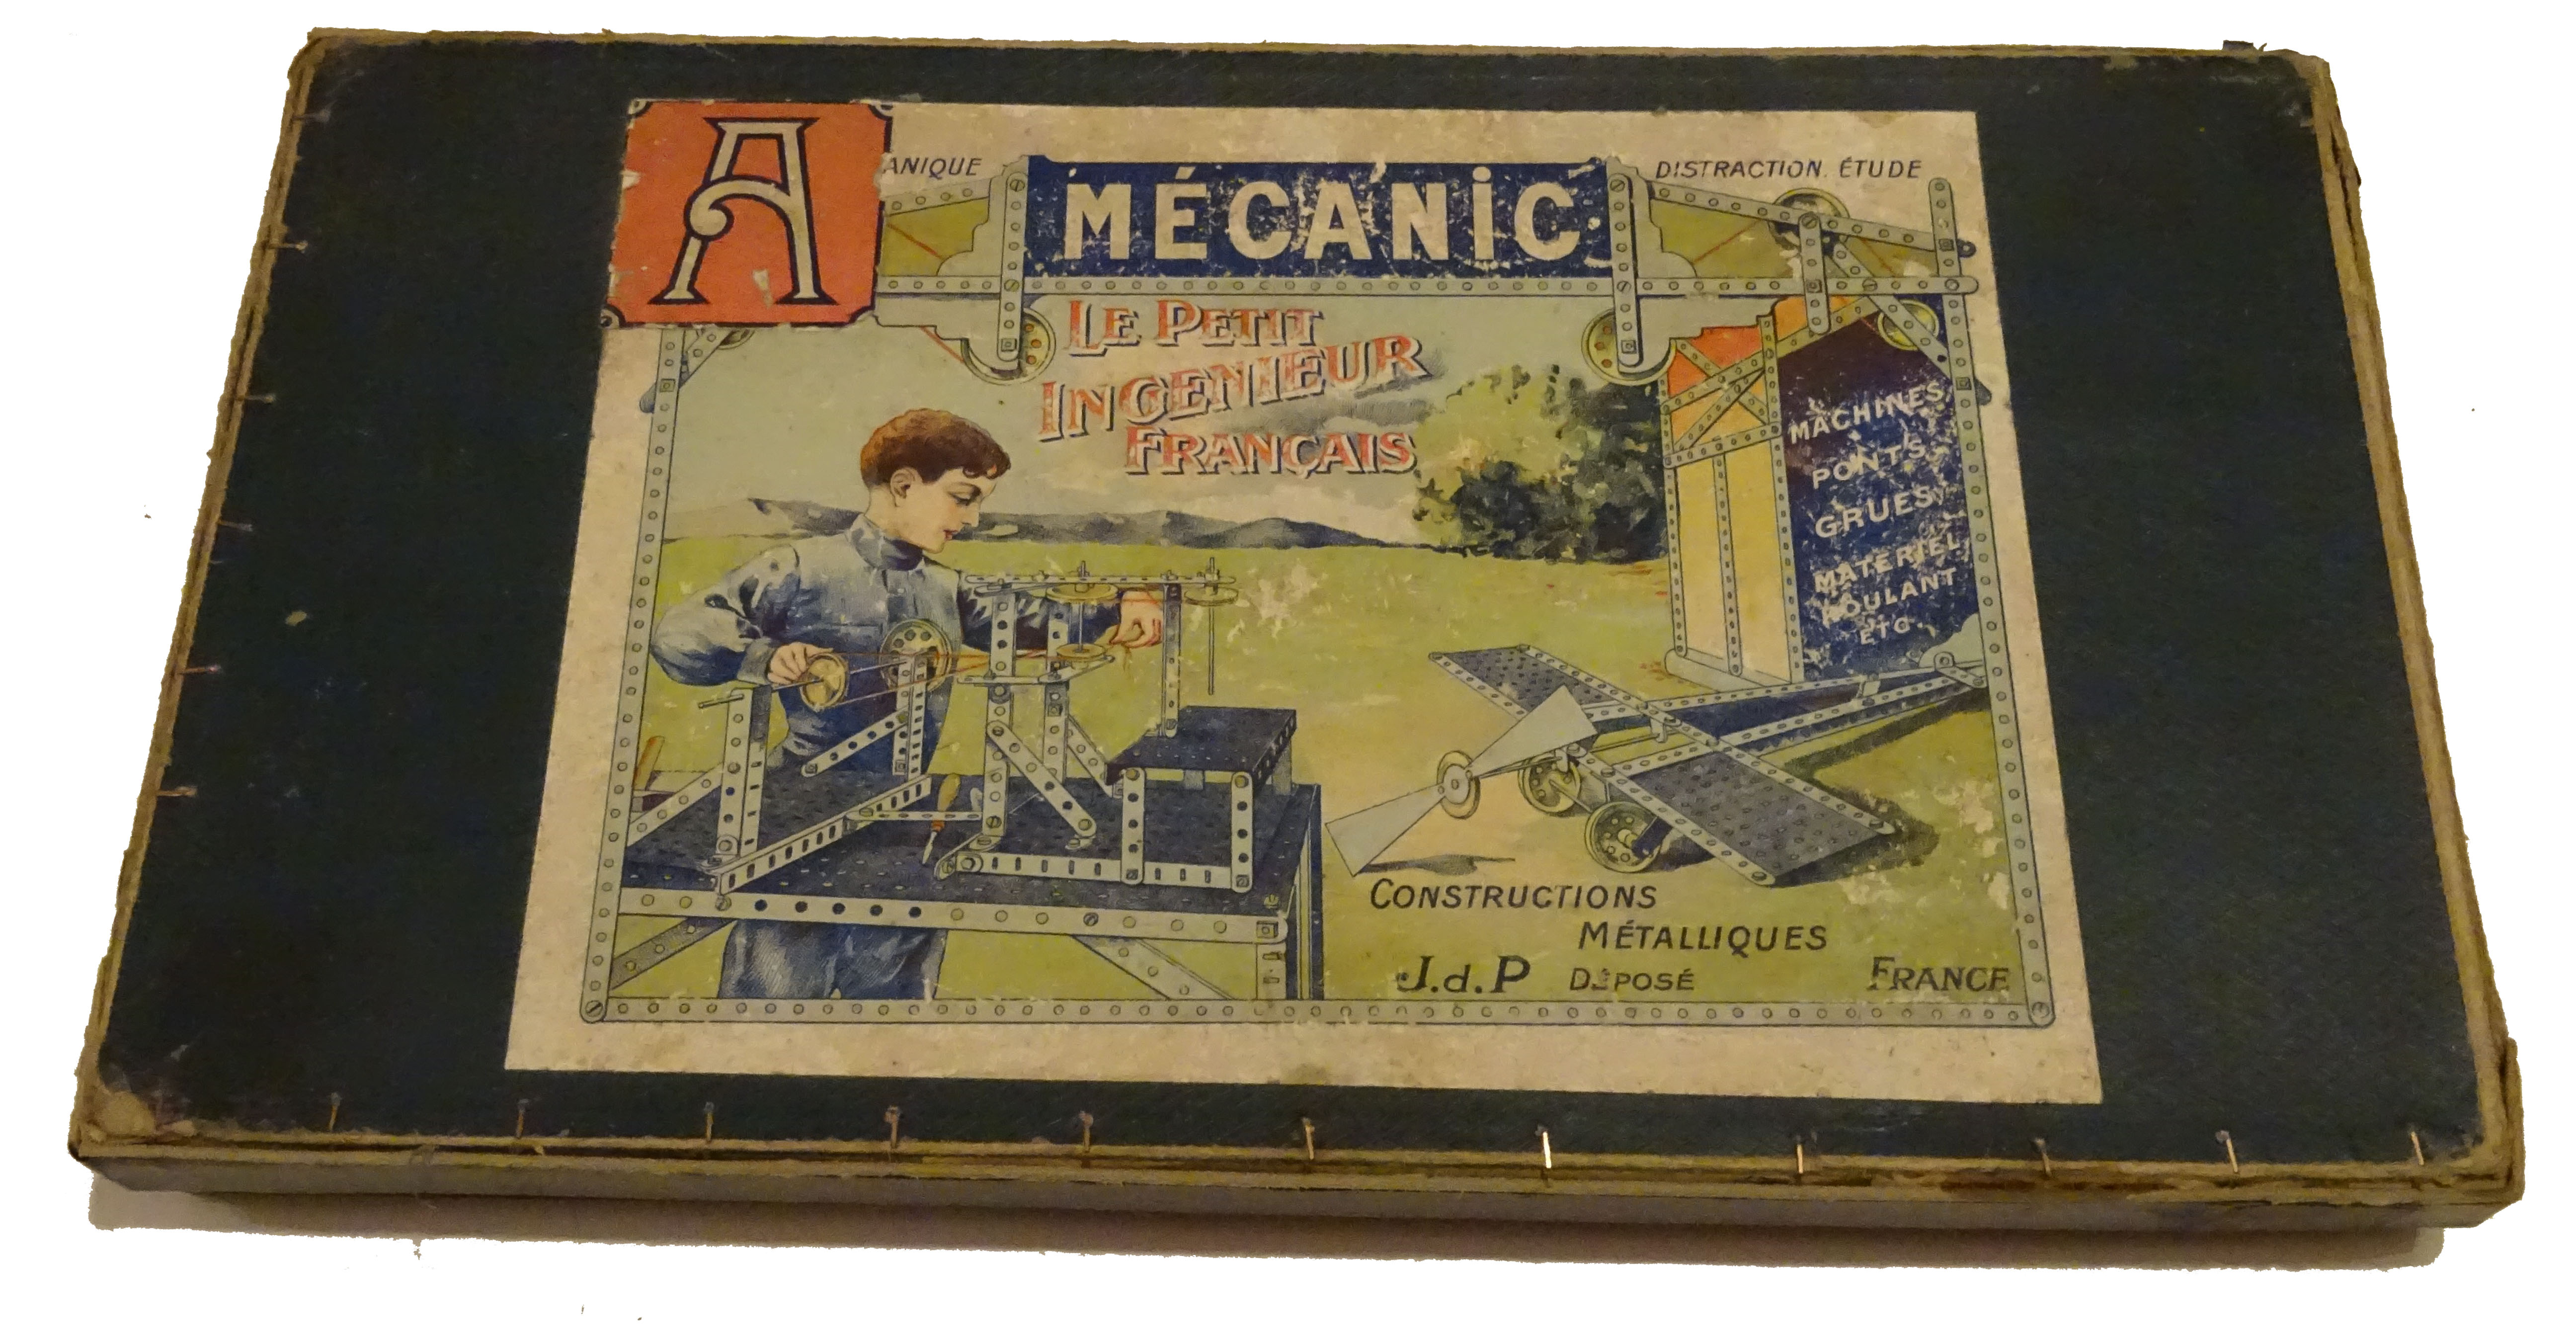 A
ANIQUE
MÉCANIC
DISTRACTION. ÉTUDE
LE PETIT
INGENIEUR
FRANÇAIS
MACHINES
PONTS
GRUES
MATERIEL
ROULANT
ETC.
CONSTRUCTIONS
MÉTALLIQUES
J.d.P DÉPOSÉ FRANCE